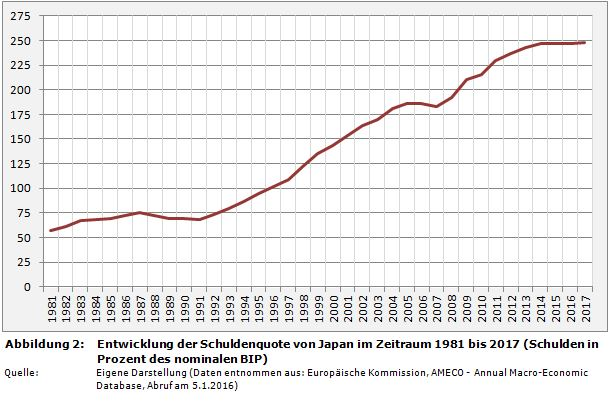 275
250
225
200
175
150
125
100
75
50
25
0
1981 1982 1983 1984 1985 1986 1987 1988 1989 1990 1991 1992 1993 1994 1995 1996 1997 1998 1999 2000 2001 2002 2003 2004 2005 2006 2007 2008 2009 2010 2011 2012 2013 2014 2015 2016 2017
Abbildung 2: Entwicklung der Schuldenquote von Japan im Zeitraum 1981 bis 2017 (Schulden in
Prozent des nominalen BIP)
Quelle: Eigene Darstellung (Daten entnommen aus: Europäische Kommission, AMECO - Annual Macro-Economic
Database, Abruf am 5.1.2016)